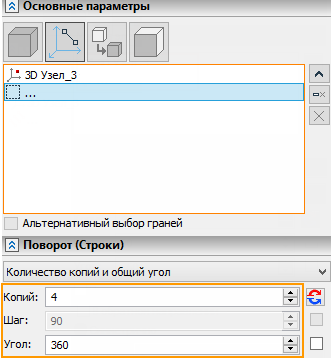 Основные параметры
3D Узел_3
...
Альтернативный выбор граней
Поворот (Строки)
Количество копий и общий угол
Копий: 4
Шаг: 90
Угол: 360